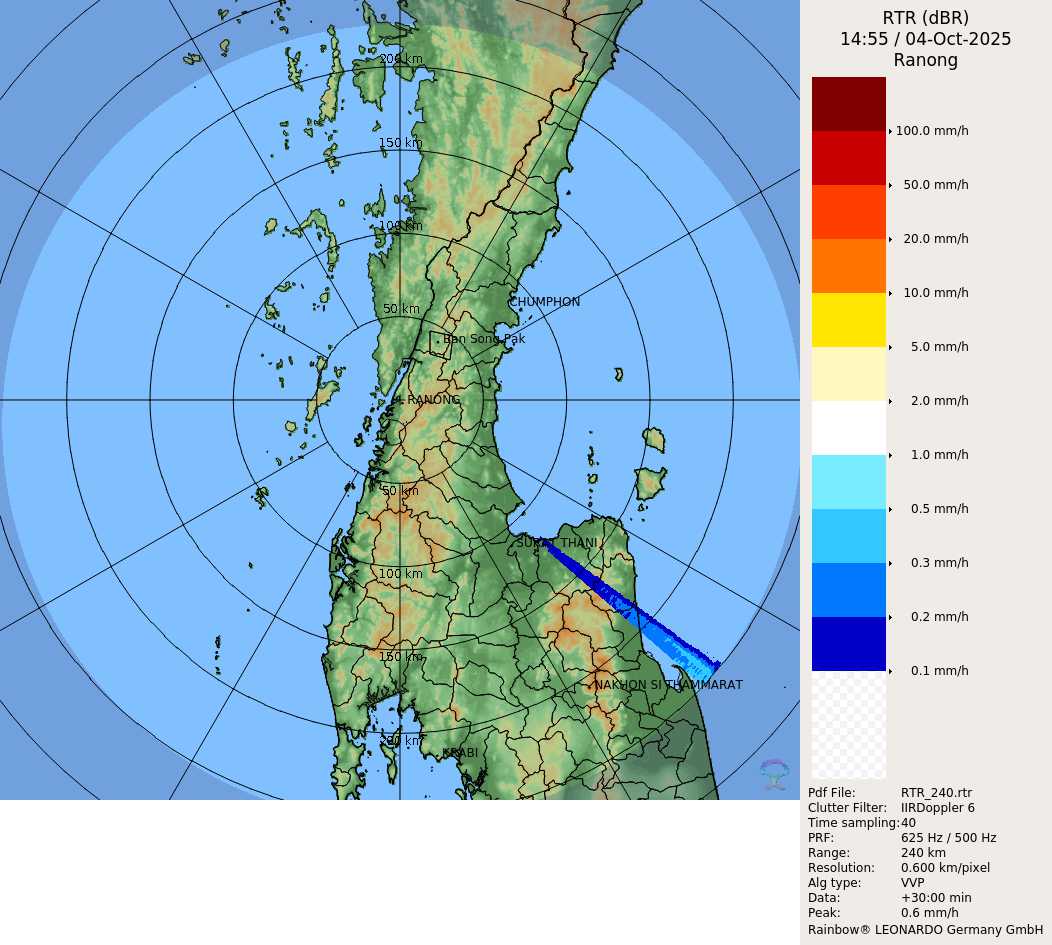 RTR (dBR)
14:55 / 04-Oct-2025
Ranong
200 km
150 km
100 km
50 km
CHUMPHON
Ban Song Pak
RANONG
50 km
SURAT THANI
100 km
150 km
NAKHON SI THAMMARAT
200 km
KRABI
100.0 mm/h
50.0 mm/h
20.0 mm/h
10.0 mm/h
5.0 mm/h
2.0 mm/h
1.0 mm/h
0.5 mm/h
0.3 mm/h
0.2 mm/h
0.1 mm/h
Pdf File: RTR_240.rtr
Clutter Filter: IIRDoppler 6
Time sampling:40
PRF: 625 Hz / 500 Hz
Range: 240 km
Resolution: 0.600 km/pixel
Alg type: VVP
Data: +30:00 min
Peak: 0.6 mm/h
Rainbow® LEONARDO Germany GmbH